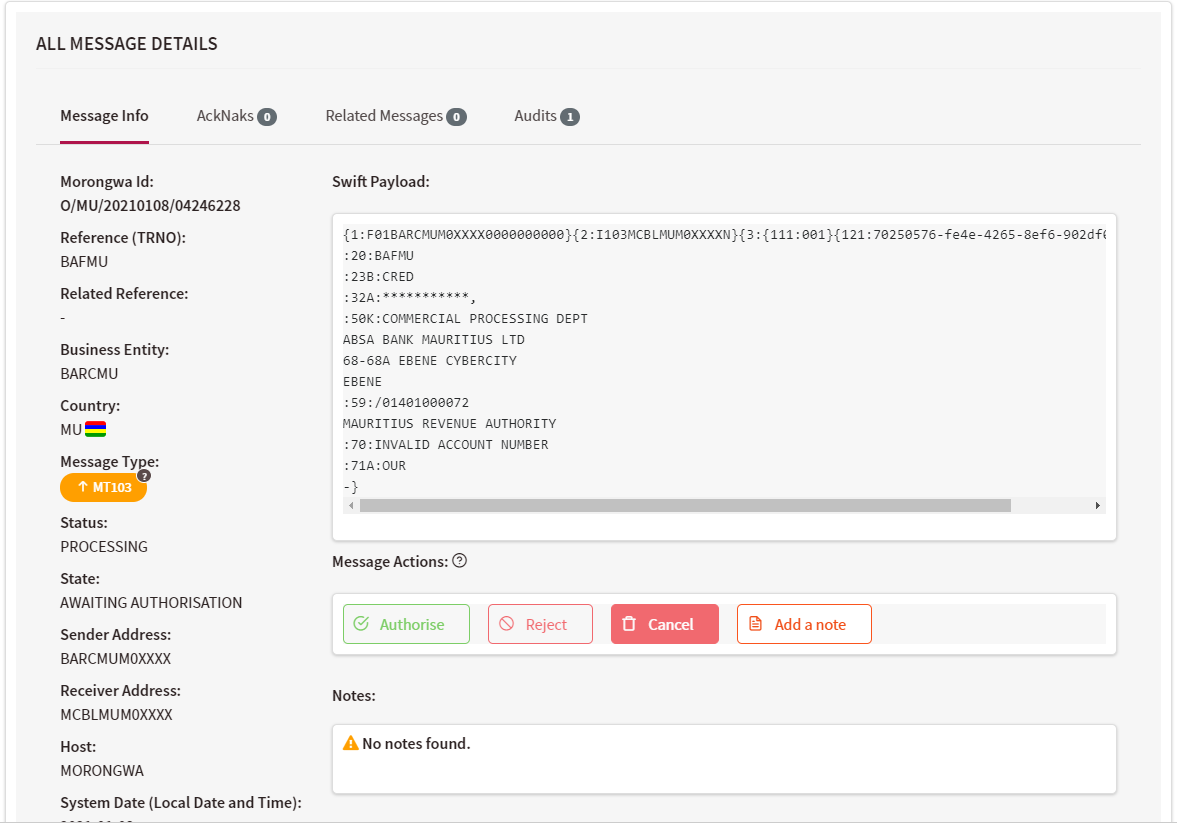 ALL MESSAGE DETAILS
Message Info
AckNaks 0
Related Messages 0
Audits 1
Morongwa Id:
O/MU/20210108/04246228
Reference (TRNO):
BAFMU
Related Reference:
-
Business Entity:
BARCMU
Country:
MU
Message Type:
?
↑ MT103
Status:
PROCESSING
State:
AWAITING AUTHORISATION
Sender Address:
BARCMUM0XXXX
Receiver Address:
MCBLMUM0XXXX
Host:
MORONGWA
System Date (Local Date and Time):
Swift Payload:
{1:F01BARCMUM0XXXX0000000000}{2:I103MCBLMUM0XXXXN}{3:{111:001}{121:70250576-fe4e-4265-8ef6-902df
:20:BAFMU
:23B:CRED
:32A:***********,
:50K:COMMERCIAL PROCESSING DEPT
ABSA BANK MAURITIUS LTD
68-68A EBENE CYBERCITY
EBENE
:59:/01401000072
MAURITIUS REVENUE AUTHORITY
:70:INVALID ACCOUNT NUMBER
:71A:OUR
-}
Message Actions: ?
Authorise
Reject
Cancel
Add a note
Notes:
No notes found.